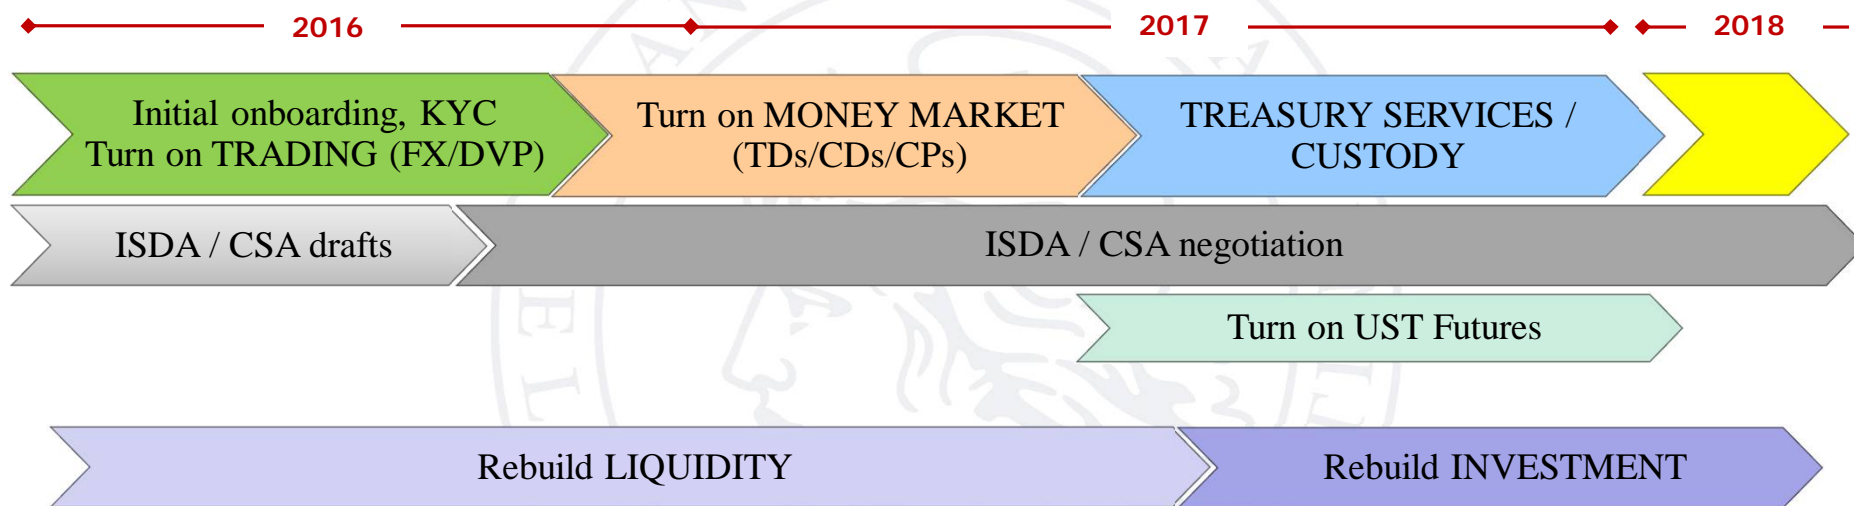 2016
2017
2018
Initial onboarding, KYC
Turn on TRADING (FX/DVP)
Turn on MONEY MARKET
(TDs/CDs/CPs)
TREASURY SERVICES /
CUSTODY
ISDA / CSA drafts
ISDA / CSA negotiation
Turn on UST Futures
Rebuild LIQUIDITY
Rebuild INVESTMENT